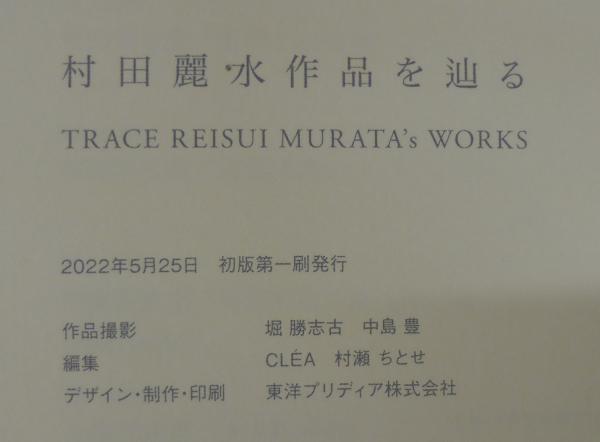 村田麗水作品を辿る
TRACE REISUI MURATA's WORKS
2022年5月25日 初版第一刷発行
作品撮影 堀 勝志古 中島 豊
編集 CLÉA 村瀬 ちとせ
デザイン・制作・印刷 東洋プリディア株式会社